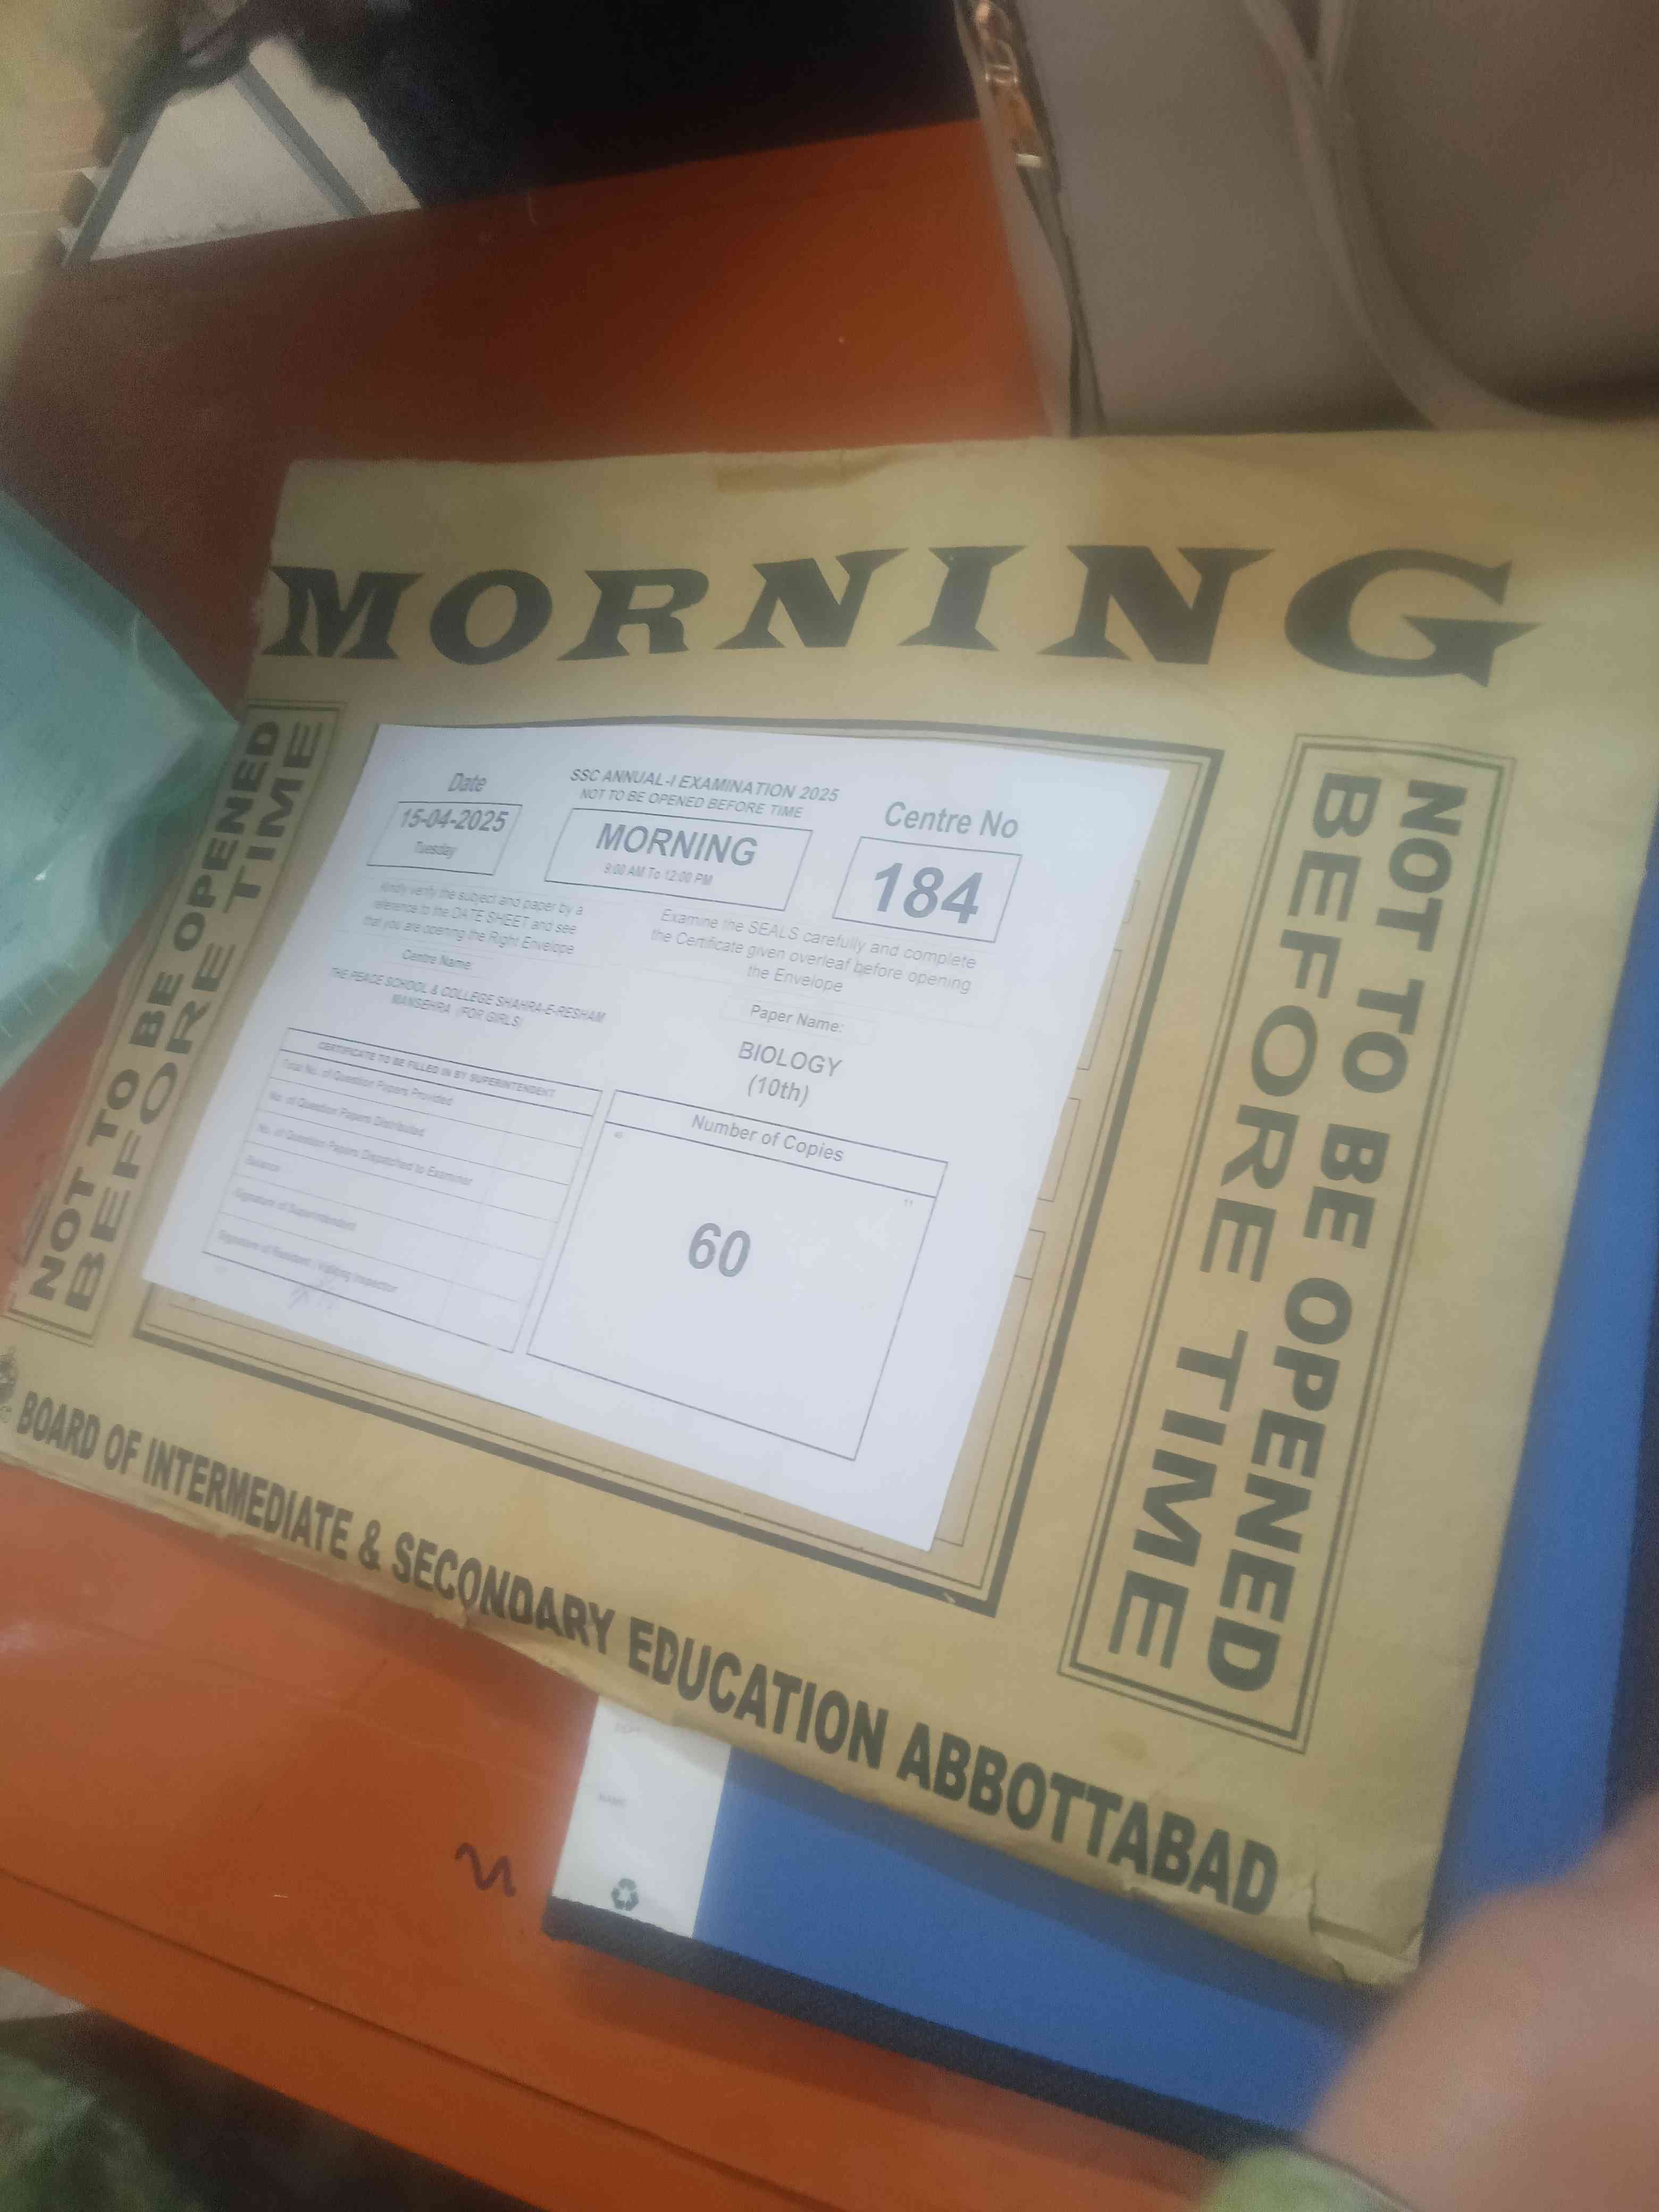 MORNING
NOT TO BE OPENED
BEFORE TIME
Date
15-04-2025
Tuesday
SSC ANNUAL-I EXAMINATION 2025
NOT TO BE OPENED BEFORE TIME
MORNING
9:00 AM To 12:00 PM
Centre No
184
Kindly verify the subject and paper by a
reference to the DATE SHEET and see
that you are opening the Right Envelope
Examine the SEALS carefully and complete
the Certificate given overleaf before opening
the Envelope
Centre Name
THE PEACE SCHOOL & COLLEGE SHAHRA-E-RESHAM
MANSEHRA (FOR GIRLS)
Paper Name:
BIOLOGY
(10th)
CERTIFICATE TO BE FILLED IN BY SUPERINTENDENT
Total No. of Question Papers Provided
No. of Question Papers Distributed
No. of Question Papers Dispatched to Examiner
Balance
Signature of Superintendent
Signature of Resident / Visiting Inspector
Number of Copies
60
NOT TO BE OPENED
BEFORE TIME
BOARD OF INTERMEDIATE & SECONDARY EDUCATION ABBOTTABAD